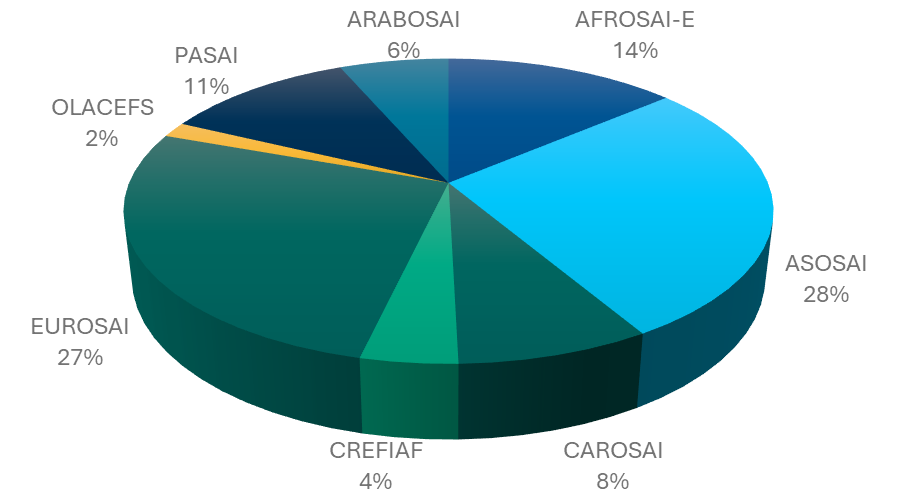 ARABOSAI
6%
AFROSAI-E
14%
PASAI
11%
OLACEFS
2%
ASOSAI
28%
EUROSAI
27%
CREFIAF
4%
CAROSAI
8%